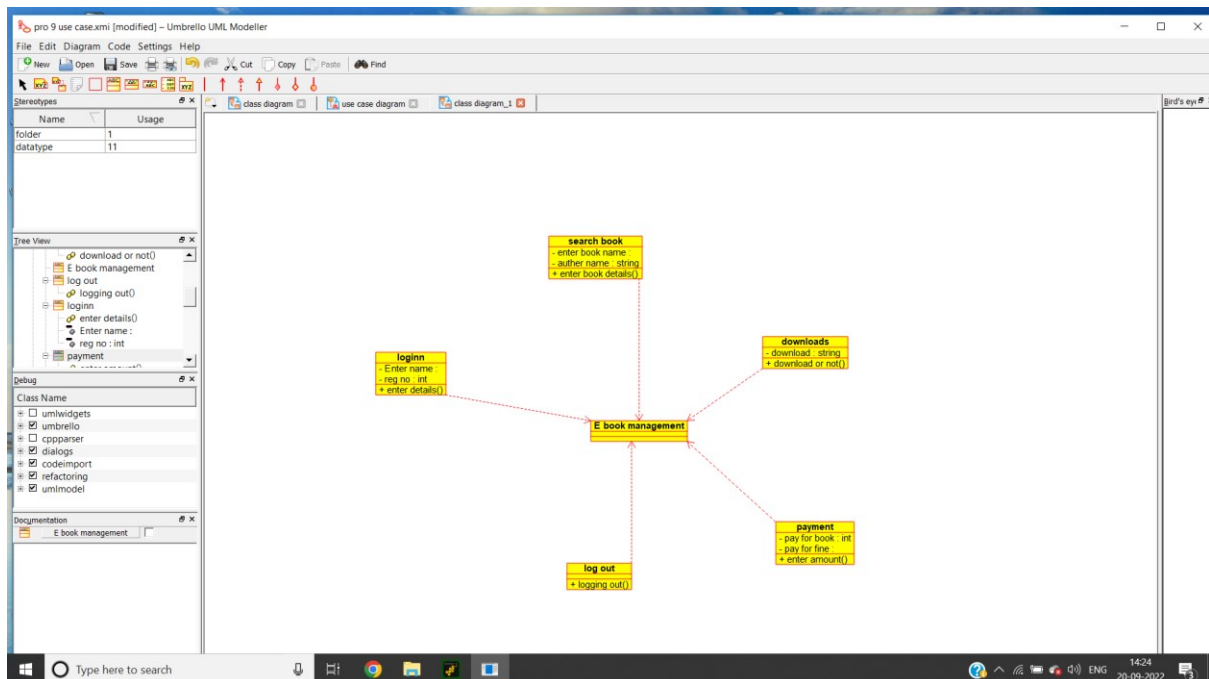 pro 9 use case.xmi [modified] – Umbrello UML Modeller
File Edit Diagram Code Settings Help
New Open Save Cut Copy Paste Find
Stereotypes
class diagram use case diagram class diagram_1
Bird's eye
Name Usage
folder 1
datatype 11
Tree View
download or not()
E book management
log out
logging out()
loginn
enter details()
Enter name :
reg no : int
payment
enter amount()
Debug
Class Name
umlwidgets
umbrello
cppparser
dialogs
codeimport
refactoring
umlmodel
Documentation
E book management
search book
- enter book name :
- auther name : string
+ enter book details()
loginn
- Enter name :
- reg no : int
+ enter details()
downloads
- download : string
+ download or not()
E book management
payment
- pay for book : int
- pay for fine :
+ enter amount()
log out
+ logging out()
Type here to search
ENG
14:24
20-09-2022
3